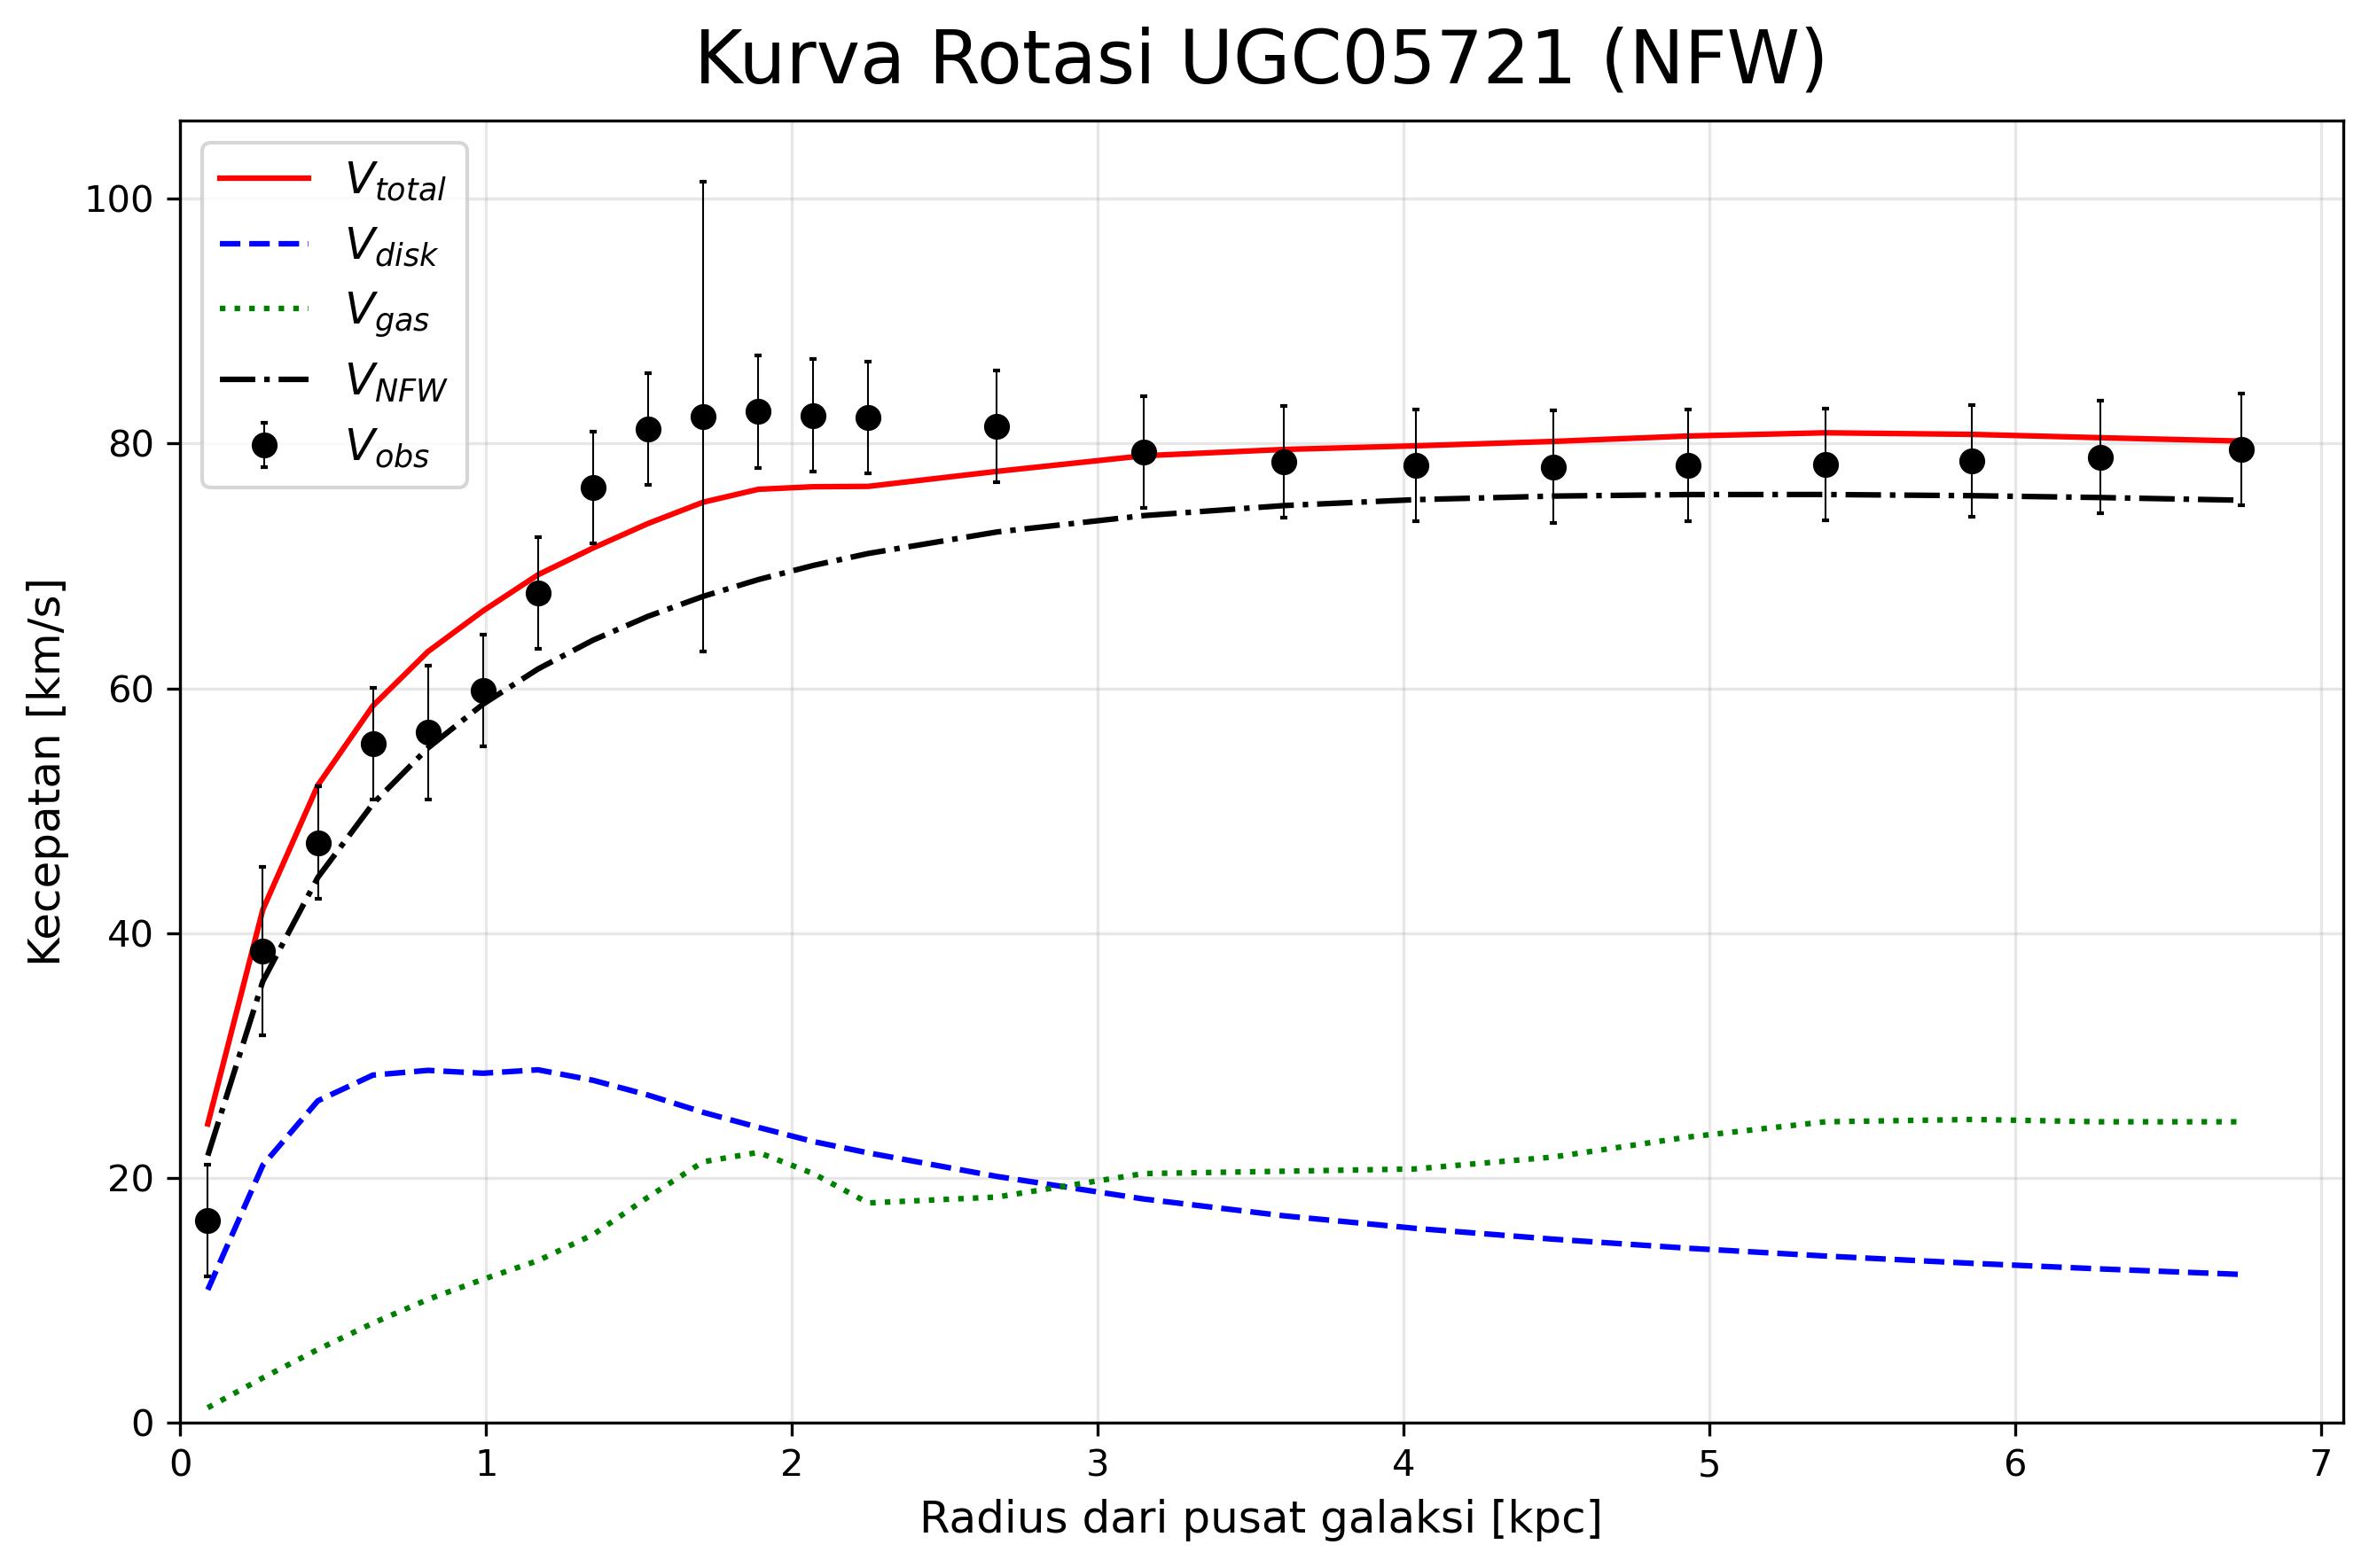 Kurva Rotasi UGC05721 (NFW)
V_total
V_disk
V_gas
V_NFW
V_obs
Kecepatan [km/s]
100
80
60
40
20
0
0 1 2 3 4 5 6 7
Radius dari pusat galaksi [kpc]